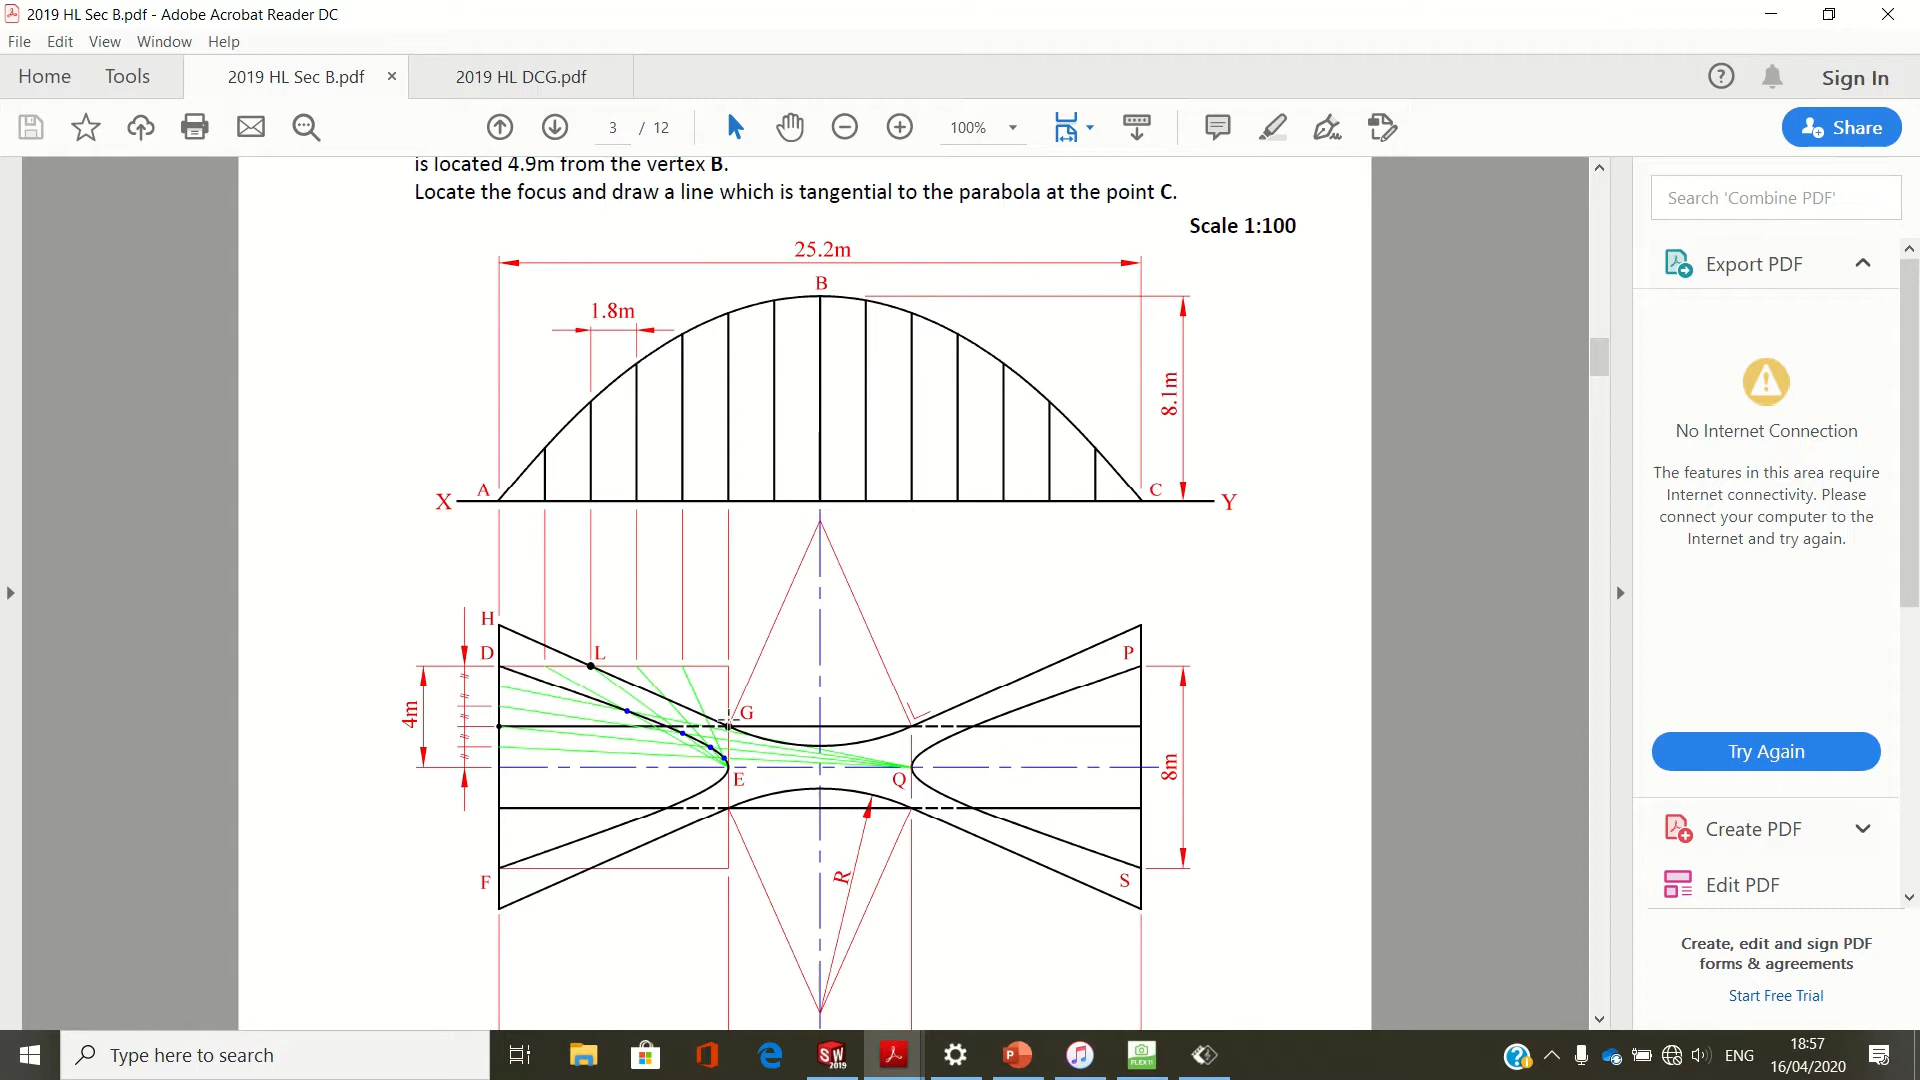 2019 HL Sec B.pdf - Adobe Acrobat Reader DC
File Edit View Window Help
Home Tools 2019 HL Sec B.pdf × 2019 HL DCG.pdf Sign In
3 / 12 100% Share
is located 4.9m from the vertex B.
Locate the focus and draw a line which is tangential to the parabola at the point C.
Scale 1:100
25.2m
B
1.8m
8.1m
A C
X Y
H
D L P
4m
G
E Q 8m
R
F S
Search 'Combine PDF'
Export PDF
No Internet Connection
The features in this area require
Internet connectivity. Please
connect your computer to the
Internet and try again.
Try Again
Create PDF
Edit PDF
Create, edit and sign PDF
forms & agreements
Start Free Trial
Type here to search
SW
2019
FLEXTI
ENG
18:57
16/04/2020